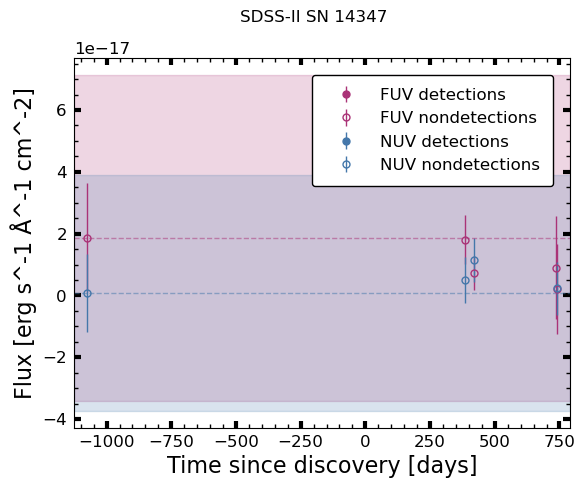 SDSS-II SN 14347
1e−17
FUV detections
FUV nondetections
NUV detections
NUV nondetections
6
4
2
0
−2
−4
Flux [erg s^-1 Å^-1 cm^-2]
−1000 −750 −500 −250 0 250 500 750
Time since discovery [days]